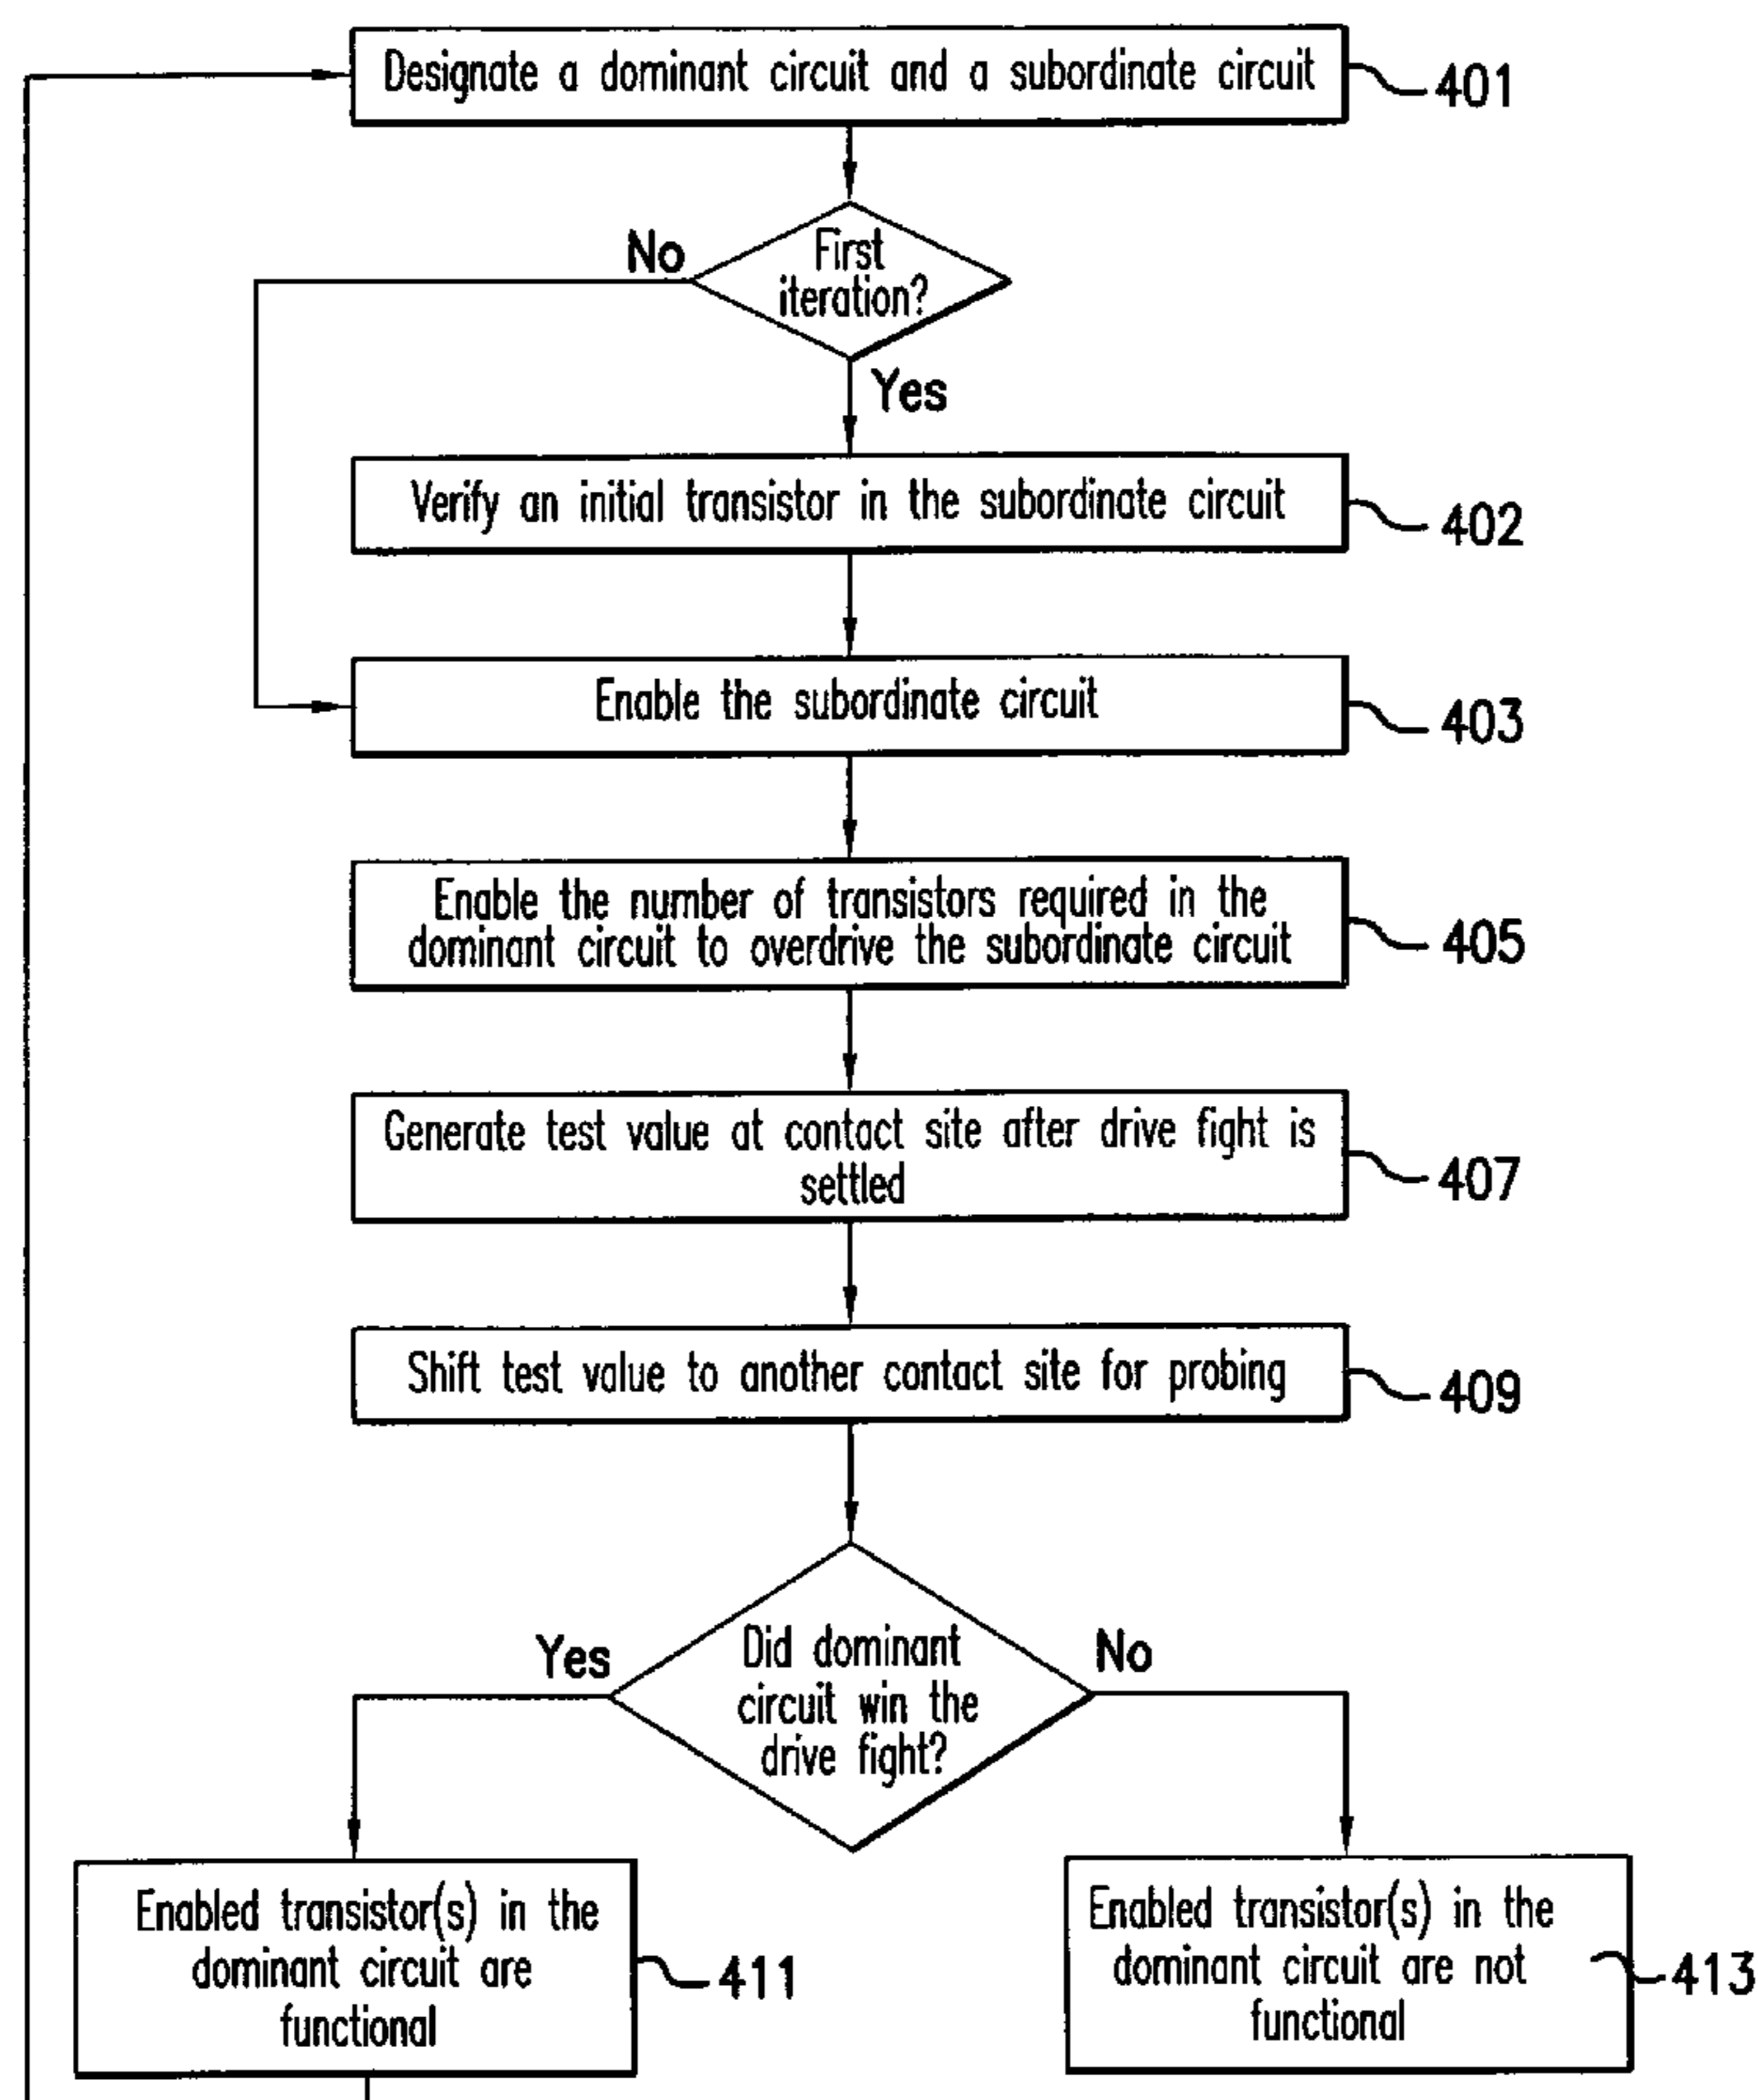 Designate a dominant circuit and a subordinate circuit
401
No
First
iteration?
Yes
Verify an initial transistor in the subordinate circuit
402
Enable the subordinate circuit
403
Enable the number of transistors required in the
dominant circuit to overdrive the subordinate circuit
405
Generate test value at contact site after drive fight is
settled
407
Shift test value to another contact site for probing
409
Yes
Did dominant
circuit win the
drive fight?
No
Enabled transistor(s) in the
dominant circuit are
functional
411
Enabled transistor(s) in the
dominant circuit are not
functional
413